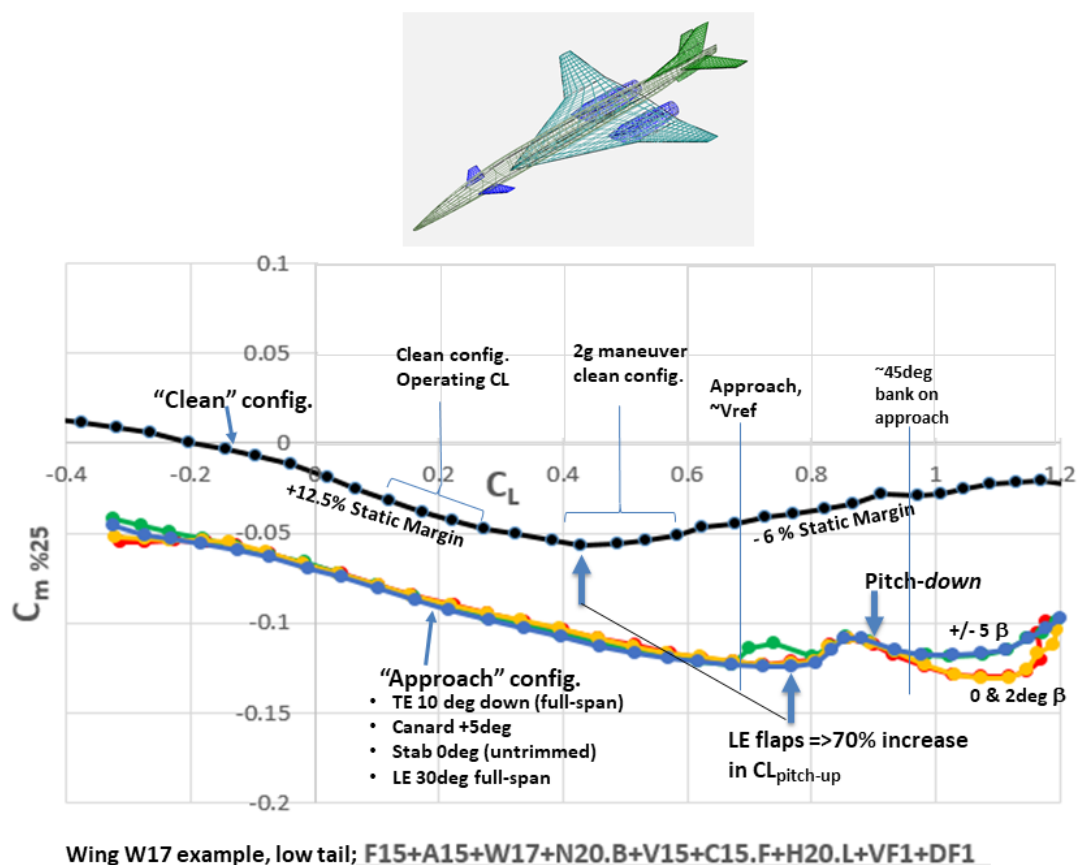 0.1
0.05
0
-0.05
-0.1
-0.15
-0.2
-0.4
-0.2
0.0
0.2
0.4
0.6
0.8
1
1.2
C_L
C_m %25
Clean config.
Operating CL
2g maneuver
clean config.
Approach,
~Vref
~45deg
bank on
approach
“Clean” config.
+12.5% Static Margin
- 6 % Static Margin
Pitch-down
+/- 5 β
0 & 2deg β
“Approach” config.
• TE 10 deg down (full-span)
• Canard +5deg
• Stab 0deg (untrimmed)
• LE 30deg full-span
LE flaps =>70% increase
in CLpitch-up
Wing W17 example, low tail; F15+A15+W17+N20.B+V15+C15.F+H20.L+VF1+DF1